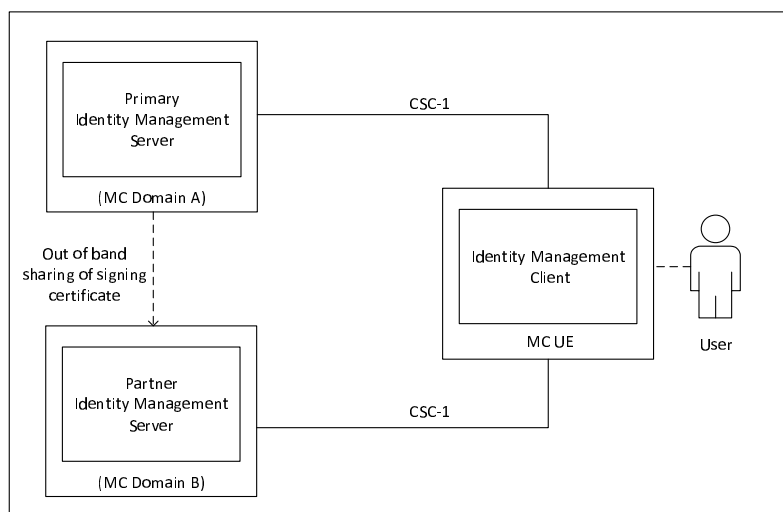 Primary
Identity Management
Server
(MC Domain A)
CSC-1
Out of band
sharing of signing
certificate
Identity Management
Client
MC UE
User
Partner
Identity Management
Server
(MC Domain B)
CSC-1